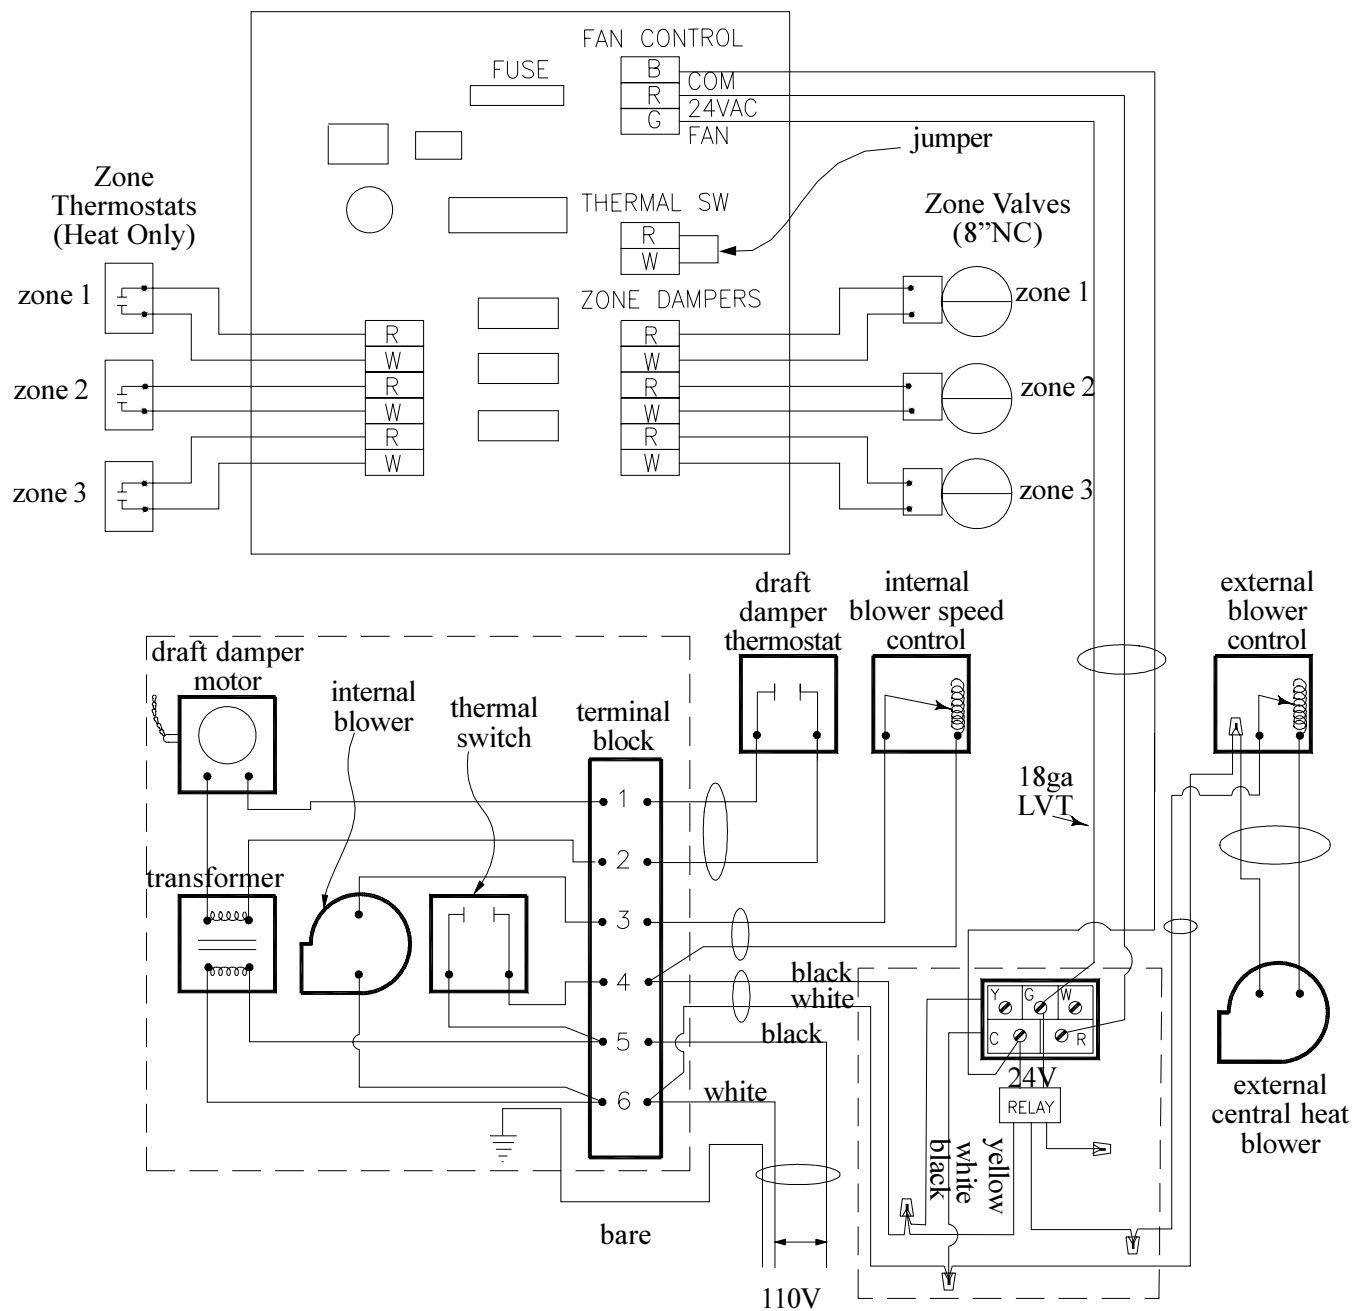 FAN CONTROL
FUSE
B
COM
R
24VAC
G
FAN
jumper
Zone
Thermostats
(Heat Only)
THERMAL SW
R
W
Zone Valves
(8”NC)
zone 1
ZONE DAMPERS
zone 1
R
W
R
W
R
W
R
W
R
W
R
W
zone 2
zone 2
zone 3
zone 3
draft
damper
thermostat
internal
blower speed
control
external
blower
control
draft damper
motor
internal
blower
thermal
switch
terminal
block
18ga
LVT
1
2
3
4
5
6
transformer
black
white
black
white
Y
G
W
C
R
24V
RELAY
external
central heat
blower
black
white
yellow
bare
110V